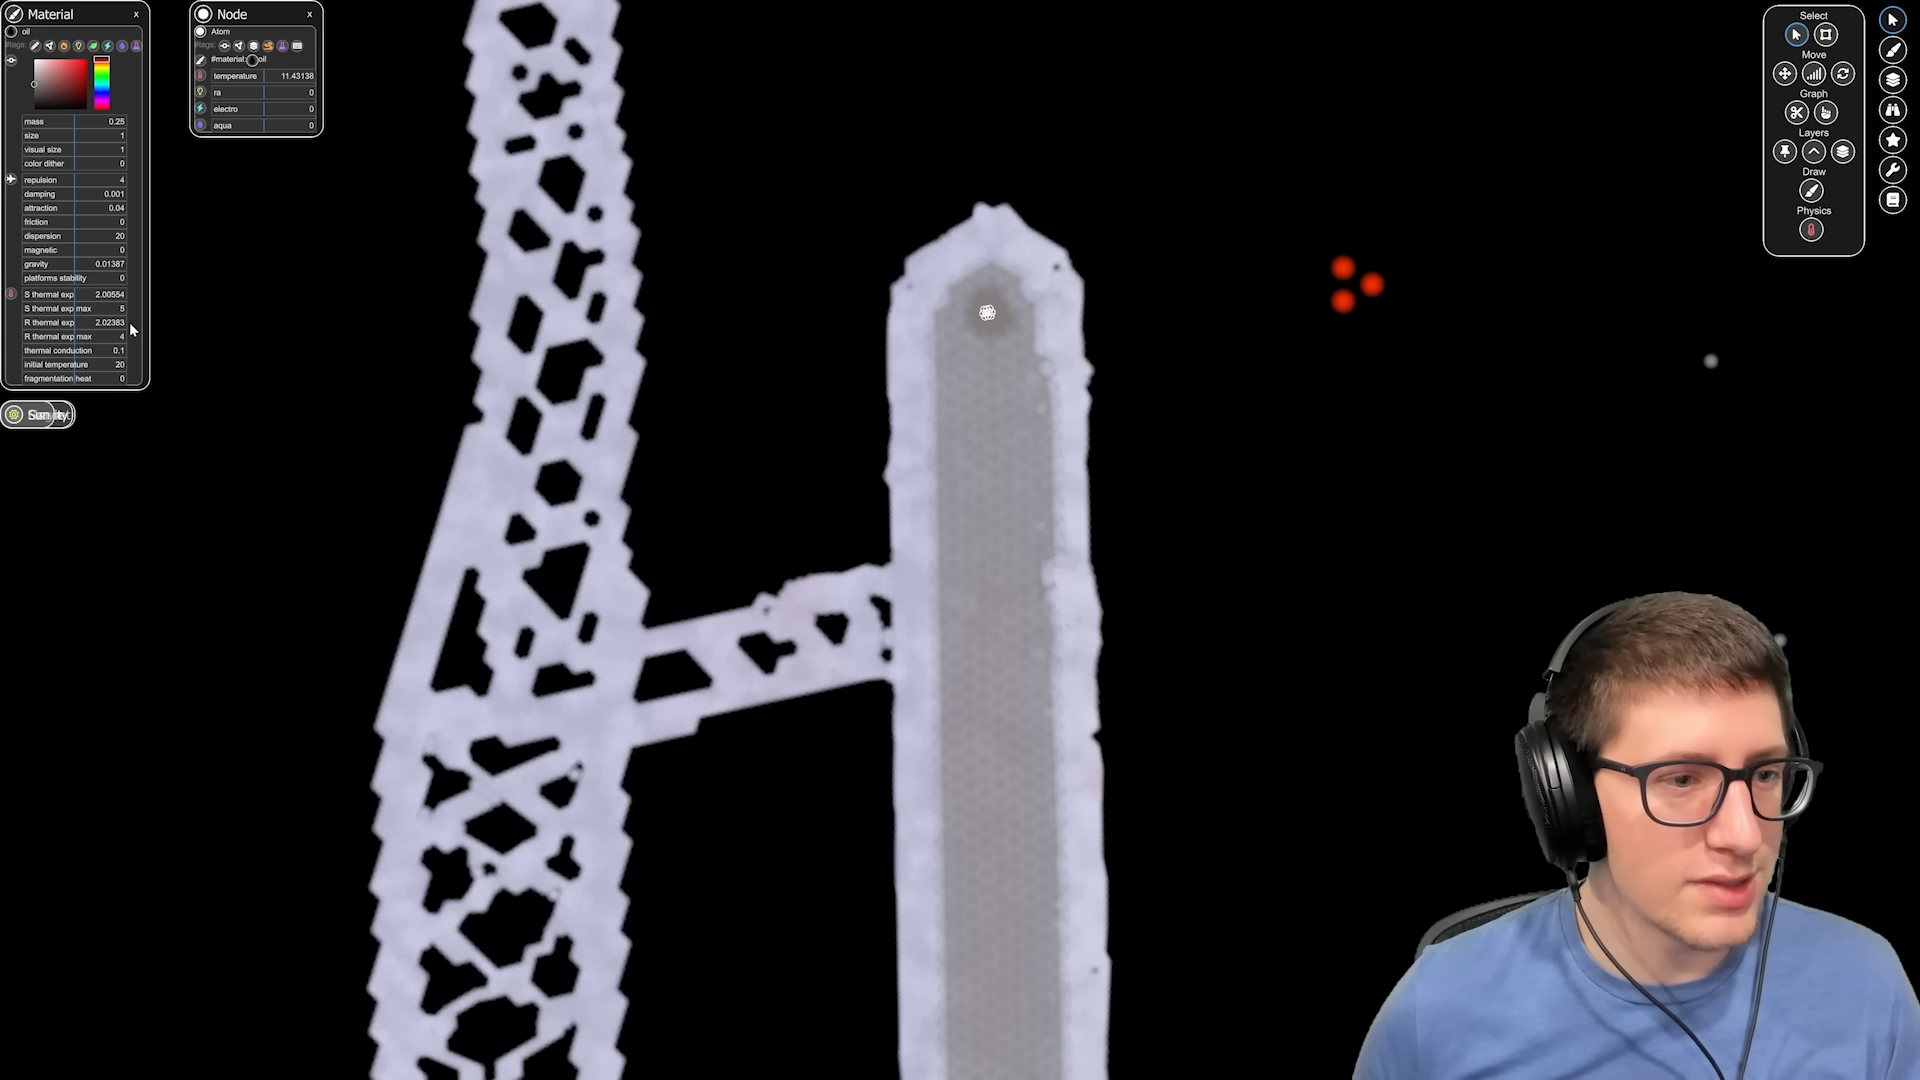 Material x
oil
#tags:
mass 0.25
size 1
visual size 1
color dither 0
repulsion 4
damping 0.001
attraction 0.04
friction 0
dispersion 20
magnetic 0
gravity 0.01387
platforms stability 0
S thermal exp 2.00554
S thermal exp max 5
R thermal exp 2.02383
R thermal exp max 4
thermal conduction 0.1
initial temperature 20
fragmentation heat 0
Node x
Atom
#tags:
#material: oil
temperature 11.43138
ra 0
electro 0
aqua 0
Select
Move
Graph
Layers
Draw
Physics